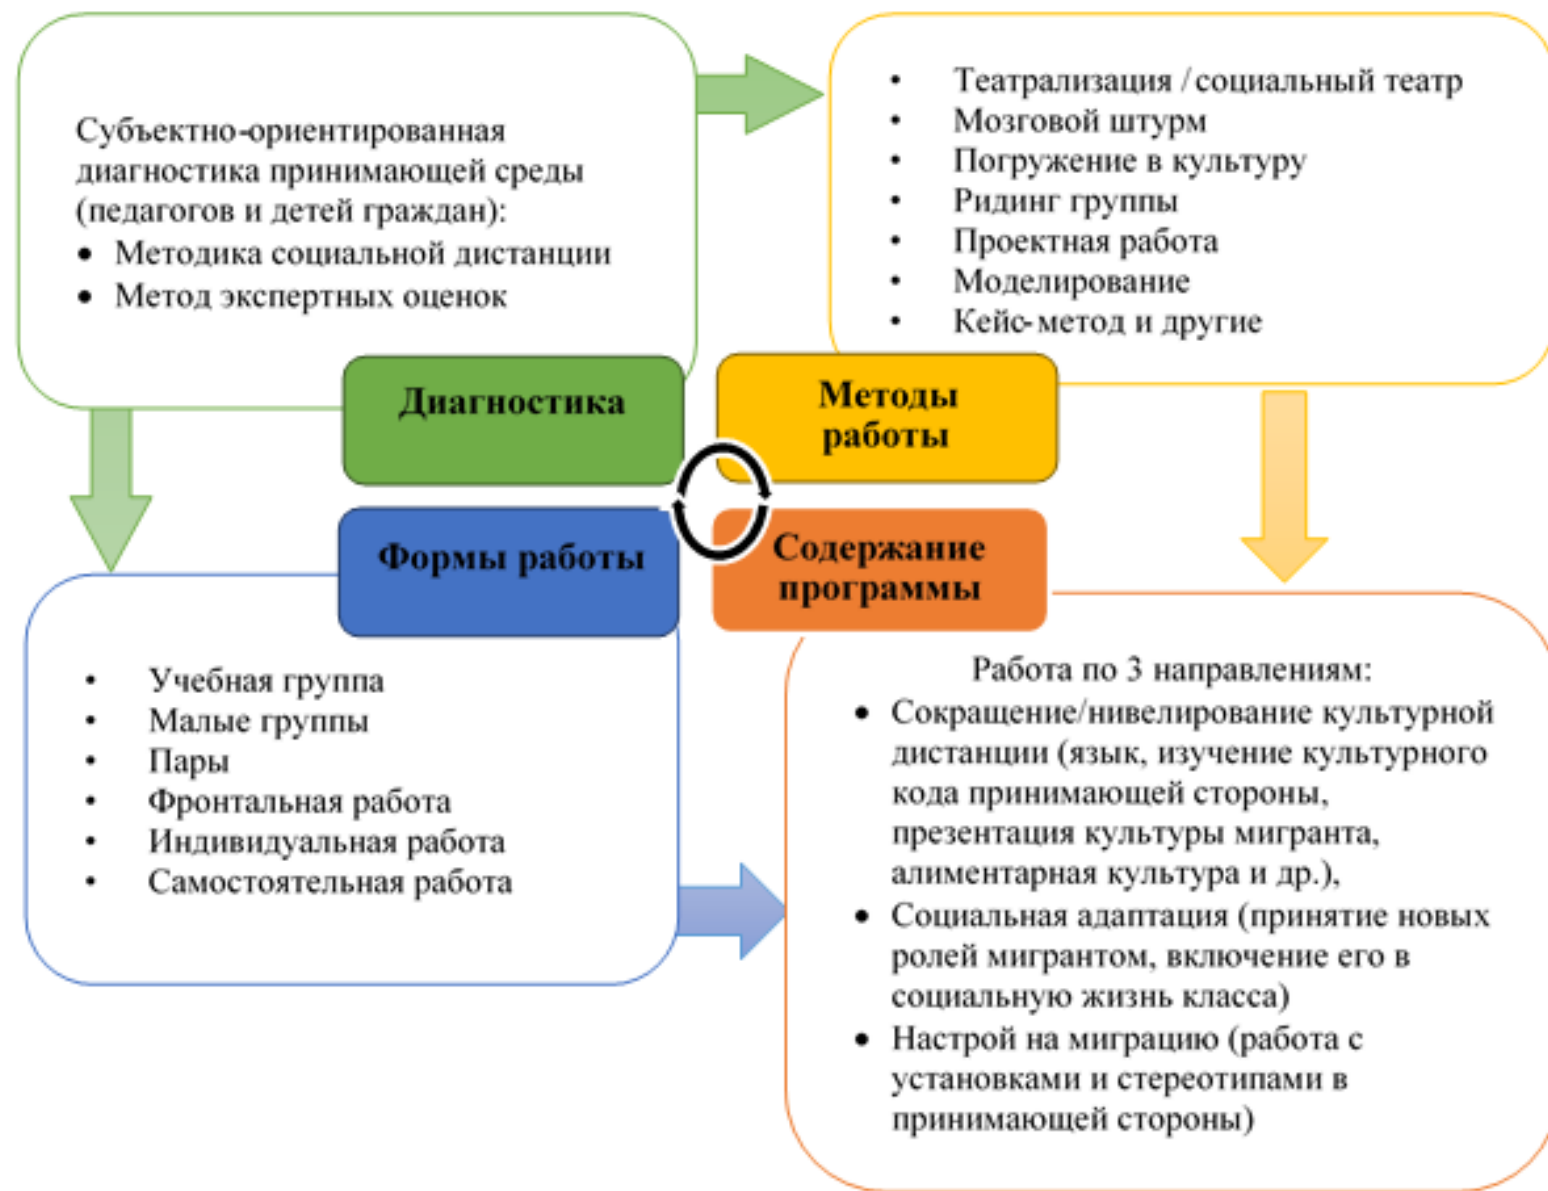 Субъектно-ориентированная
диагностика принимающей среды
(педагогов и детей граждан):
• Методика социальной дистанции
• Метод экспертных оценок
Диагностика
• Театрализация / социальный театр
• Мозговой штурм
• Погружение в культуру
• Ридинг группы
• Проектная работа
• Моделирование
• Кейс-метод и другие
Методы
работы
Формы работы
• Учебная группа
• Малые группы
• Пары
• Фронтальная работа
• Индивидуальная работа
• Самостоятельная работа
Содержание
программы
Работа по 3 направлениям:
• Сокращение/нивелирование культурной
дистанции (язык, изучение культурного
кода принимающей стороны,
презентация культуры мигранта,
алиментарная культура и др.),
• Социальная адаптация (принятие новых
ролей мигрантом, включение его в
социальную жизнь класса)
• Настрой на миграцию (работа с
установками и стереотипами в
принимающей стороны)